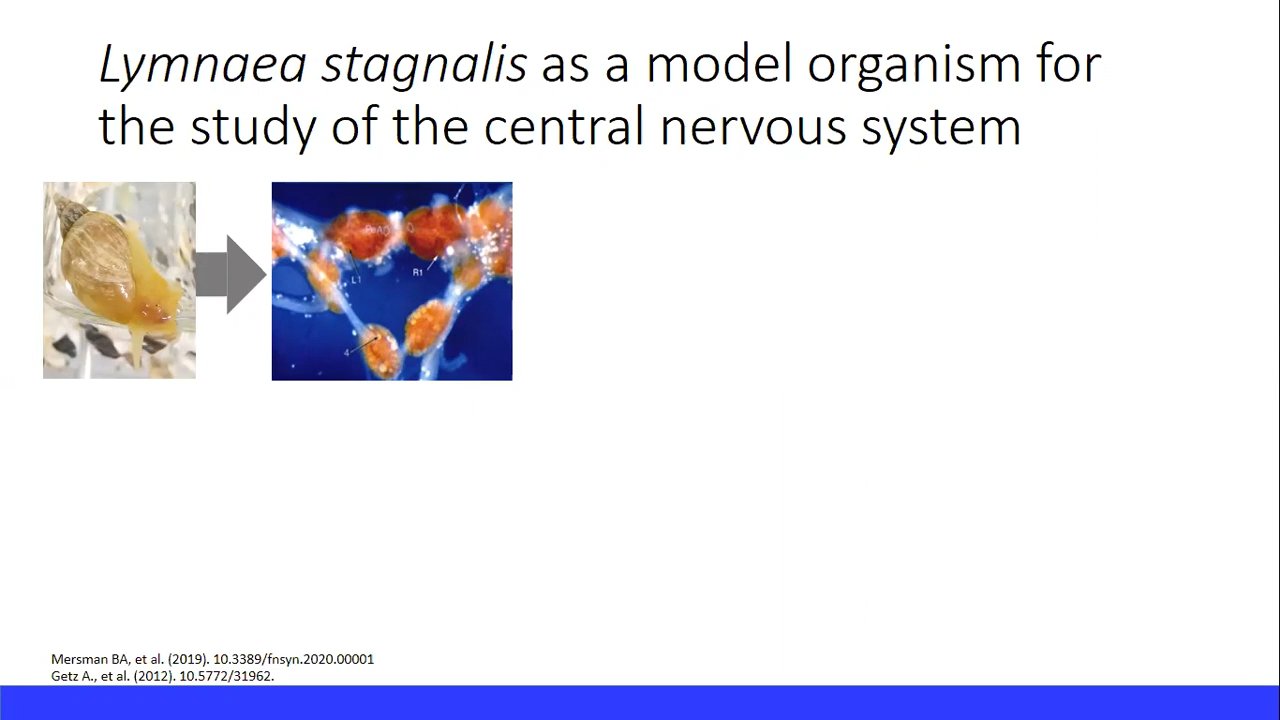 Lymnaea stagnalis as a model organism for
the study of the central nervous system
L1
R1
4
Mersman BA, et al. (2019). 10.3389/fnsyn.2020.00001
Getz A., et al. (2012). 10.5772/31962.